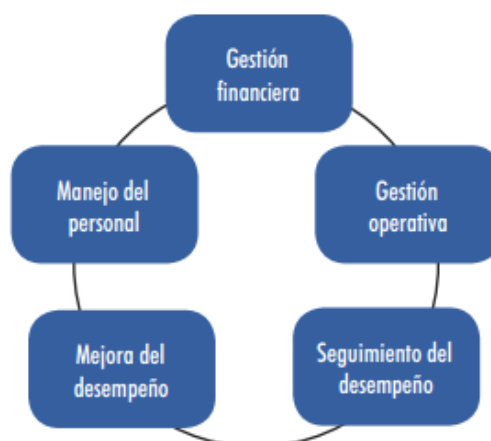 Gestión
financiera
Manejo del
personal
Gestión
operativa
Mejora del
desempeño
Seguimiento del
desempeño